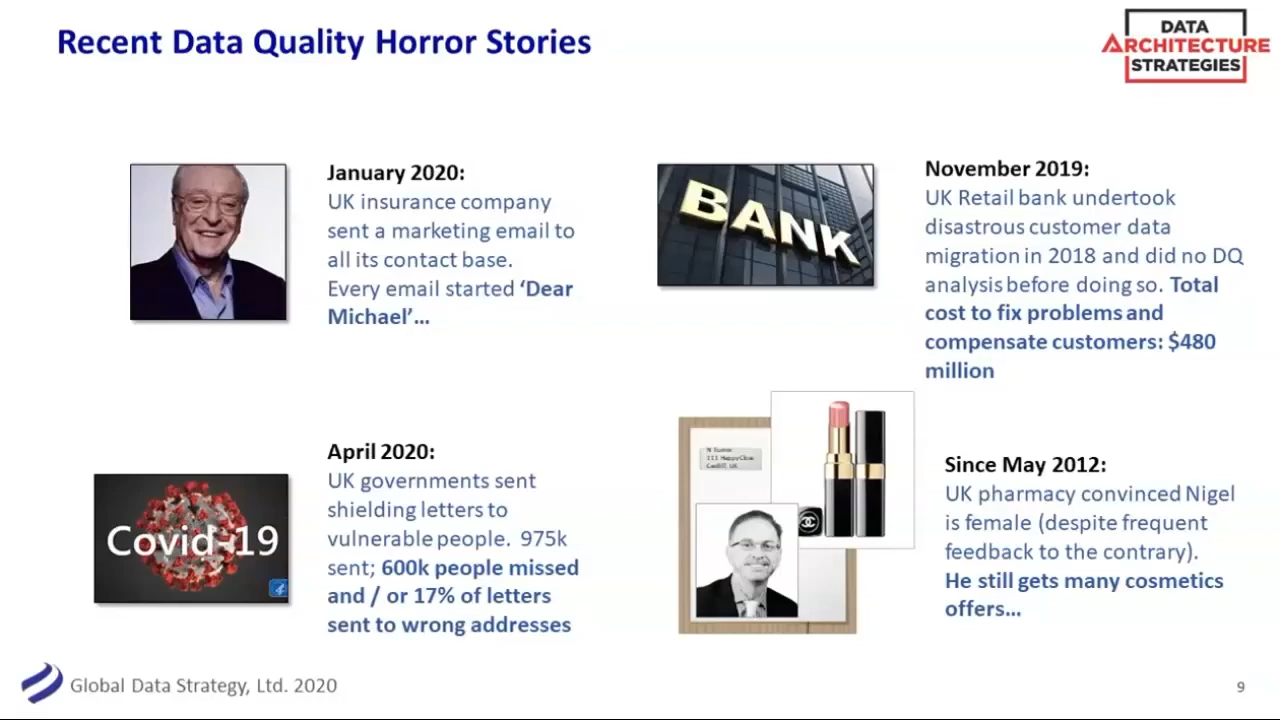 Recent Data Quality Horror Stories
DATA
ARCHITECTURE
STRATEGIES
January 2020:
UK insurance company
sent a marketing email to
all its contact base.
Every email started ‘Dear
Michael’…
BANK
November 2019:
UK Retail bank undertook
disastrous customer data
migration in 2018 and did no DQ
analysis before doing so. Total
cost to fix problems and
compensate customers: $480
million
Covid-19
April 2020:
UK governments sent
shielding letters to
vulnerable people. 975k
sent; 600k people missed
and / or 17% of letters
sent to wrong addresses
Cardiff UK
Since May 2012:
UK pharmacy convinced Nigel
is female (despite frequent
feedback to the contrary).
He still gets many cosmetics
offers…
Global Data Strategy, Ltd. 2020
9